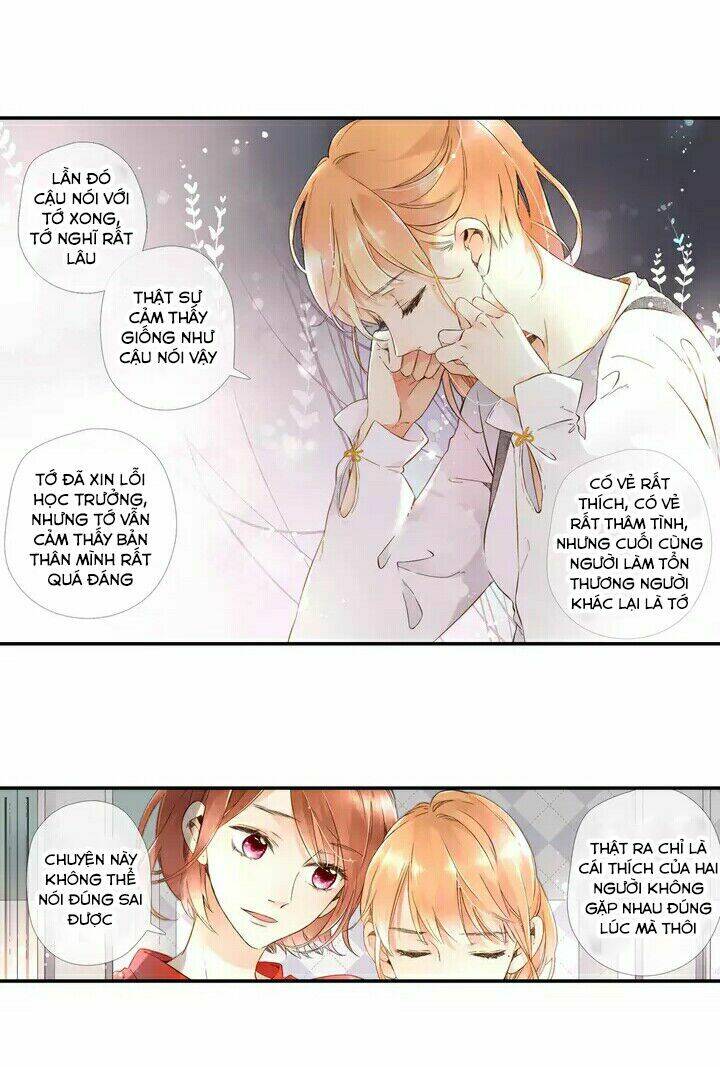 LẦN ĐÓ
CẬU NÓI VỚI
TỚ XONG,
TỚ NGHĨ RẤT
LÂU
THẬT SỰ
CẢM THẤY
GIỐNG NHƯ
CẬU NÓI VẬY
TỚ ĐÃ XIN LỖI
HỌC TRƯỞNG,
NHƯNG TỚ VẪN
CẢM THẤY BẢN
THÂN MÌNH RẤT
QUÁ ĐÁNG
CÓ VẺ RẤT
THÍCH, CÓ VẺ
RẤT THÂM TÌNH,
NHƯNG CUỐI CÙNG
NGƯỜI LÀM TỔN
THƯƠNG NGƯỜI
KHÁC LẠI LÀ TỚ
CHUYỆN NÀY
KHÔNG THỂ
NÓI ĐÚNG SAI
ĐƯỢC
THẬT RA CHỈ LÀ
CÁI THÍCH CỦA HAI
NGƯỜI KHÔNG
GẶP NHAU ĐÚNG
LÚC MÀ THÔI